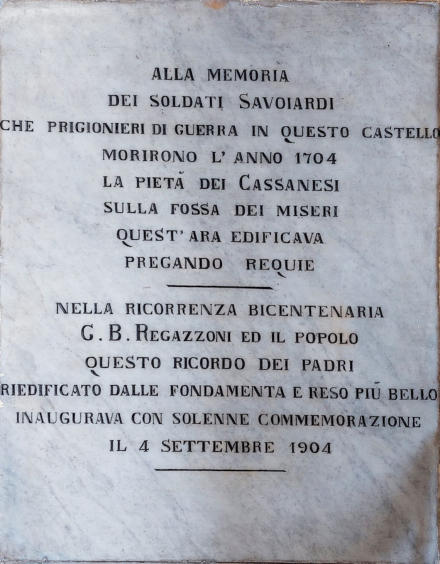 ALLA MEMORIA
DEI SOLDATI SAVOIARDI
CHE PRIGIONIERI DI GUERRA IN QUESTO CASTELLO
MORIRONO L'ANNO 1704
LA PIETÀ DEI CASSANESI
SULLA FOSSA DEI MISERI
QUEST'ARA EDIFICAVA
PREGANDO REQUIE
NELLA RICORRENZA BICENTENARIA
G. B. REGAZZONI ED IL POPOLO
QUESTO RICORDO DEI PADRI
RIEDIFICATO DALLE FONDAMENTA E RESO PIÙ BELLO
INAUGURAVA CON SOLENNE COMMEMORAZIONE
IL 4 SETTEMBRE 1904